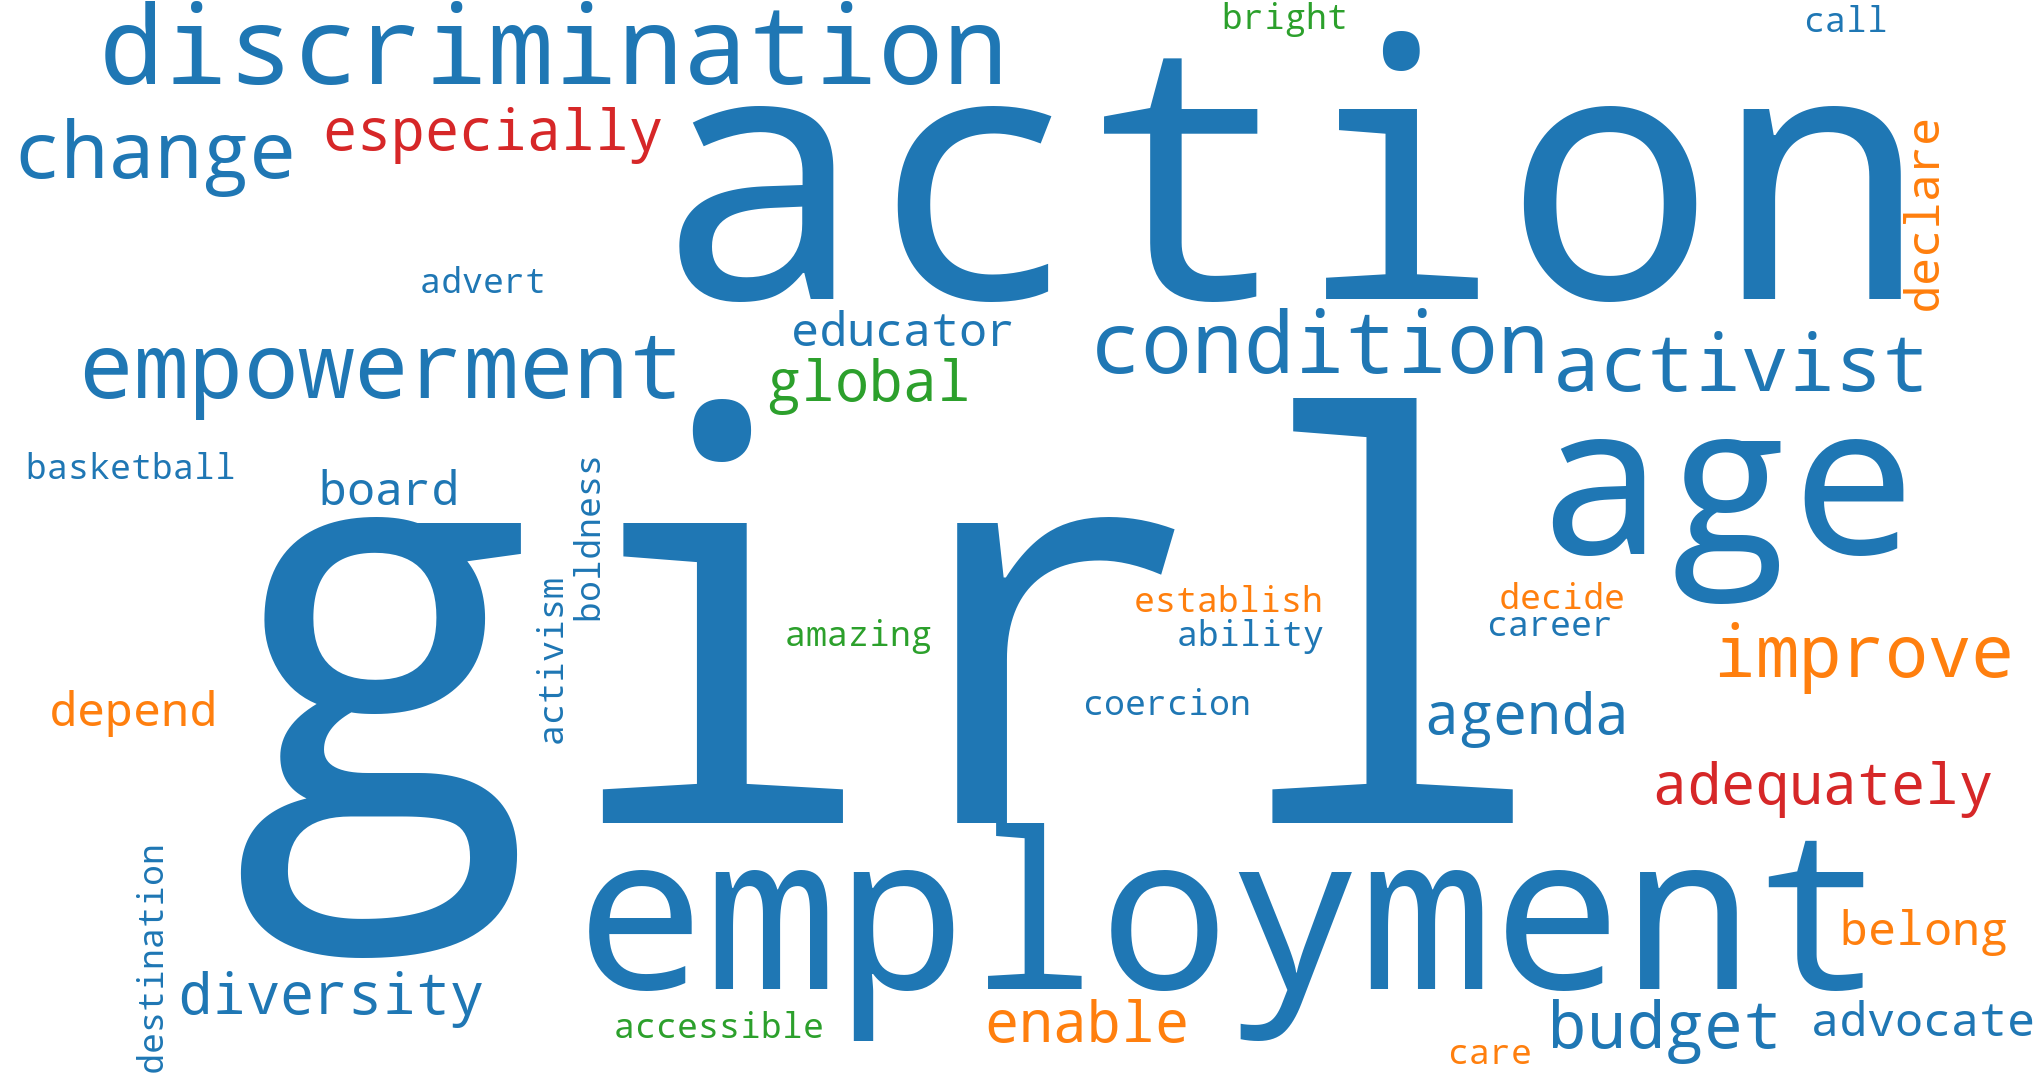 discrimination
bright
call
action
change
especially
declare
advert
educator
condition
empowerment
global
activist
girl
age
basketball
board
boldness
activism
amazing
establish
ability
decide
career
improve
depend
coercion
agenda
adequately
employment
destination
diversity
belong
accessible
enable
budget
advocate
care